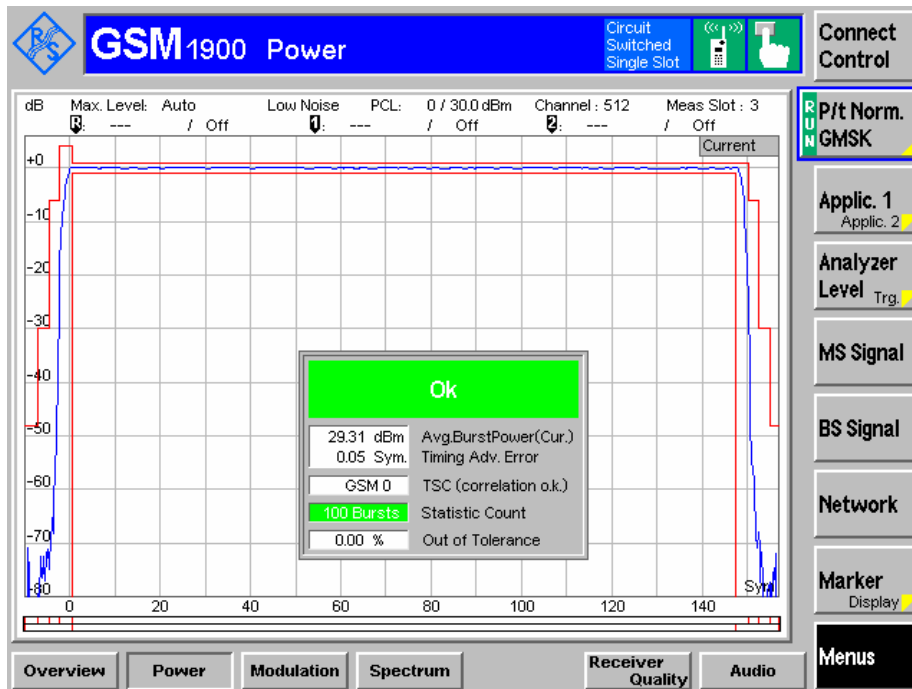 R&S
GSM 1900 Power
Circuit
Switched
Single Slot
Connect
Control
dB Max. Level: Auto Low Noise PCL: 0 / 30.0 dBm Channel : 512 Meas Slot : 3
R: --- / Off 1: --- / Off 2: --- / Off
RUN
P/t Norm.
GMSK
Current
+0
-10
-20
-30
-40
-50
-60
-70
-80
Ok
29.31 dBm Avg.BurstPower(Cur.)
0.05 Sym. Timing Adv. Error
GSM 0 TSC (correlation o.k.)
100 Bursts Statistic Count
0.00 % Out of Tolerance
0 20 40 60 80 100 120 140
Applic. 1
Applic. 2
Analyzer
Level Trg.
MS Signal
BS Signal
Network
Marker
Display
Menus
Overview Power Modulation Spectrum Receiver Quality Audio